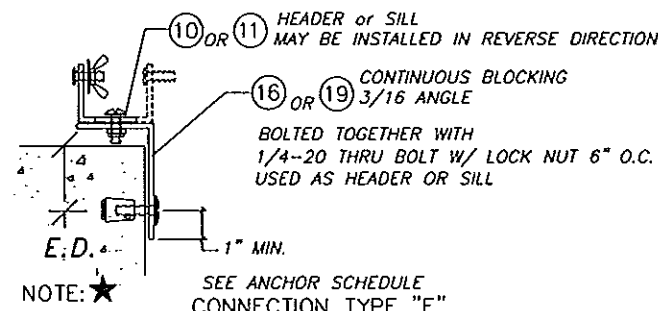 10 OR 11 HEADER or SILL
MAY BE INSTALLED IN REVERSE DIRECTION
16 OR 19 CONTINUOUS BLOCKING
3/16 ANGLE
BOLTED TOGETHER WITH
1/4-20 THRU BOLT W/ LOCK NUT 6" O.C.
USED AS HEADER OR SILL
E.D.
1" MIN.
NOTE: ★
SEE ANCHOR SCHEDULE
CONNECTION TYPE "F"